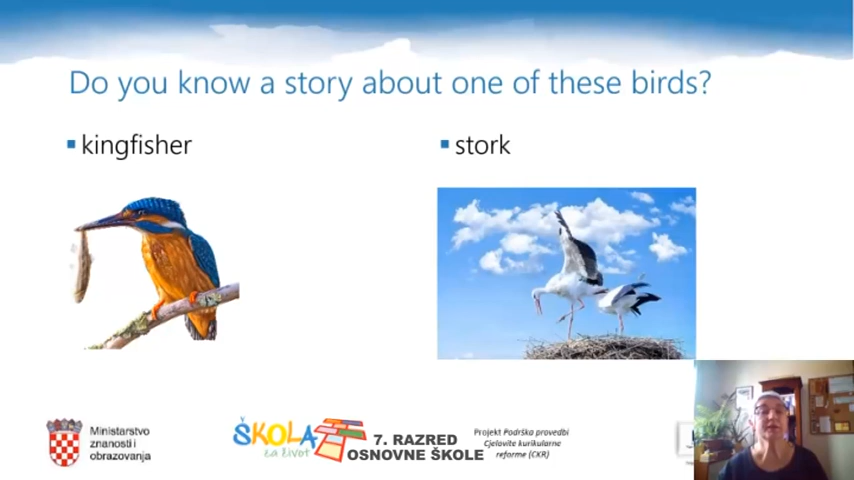 Do you know a story about one of these birds?
▪ kingfisher
▪ stork
Ministarstvo
znanosti i
obrazovanja
ŠKOLA
za život
7. RAZRED
OSNOVNE ŠKOLE
Projekt Podrška provedbi
Cjelovite kurikularne
reforme (CKR)